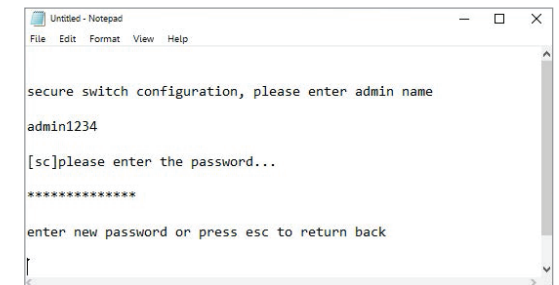 Untitled - Notepad
File Edit Format View Help
secure switch configuration, please enter admin name
admin1234
[sc]please enter the password...
**************
enter new password or press esc to return back